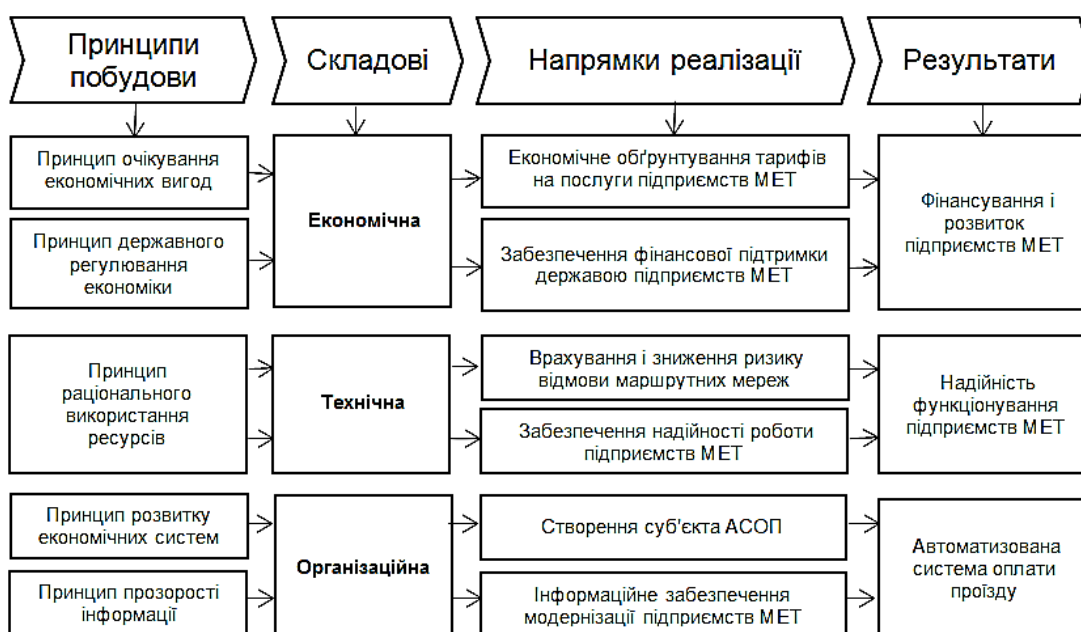 Принципи
побудови
Складові
Напрямки реалізації
Результати
Принцип очікування
економічних вигод
Принцип державного
регулювання
економіки
Економічна
Економічне обґрунтування тарифів
на послуги підприємств МЕТ
Забезпечення фінансової підтримки
державою підприємств МЕТ
Фінансування і
розвиток
підприємств МЕТ
Принцип
раціонального
використання
ресурсів
Технічна
Врахування і зниження ризику
відмови маршрутних мереж
Забезпечення надійності роботи
підприємств МЕТ
Надійність
функціонування
підприємств МЕТ
Принцип розвитку
економічних систем
Принцип прозорості
інформації
Організаційна
Створення суб'єкта АСОП
Інформаційне забезпечення
модернізації підприємств МЕТ
Автоматизована
система оплати
проїзду